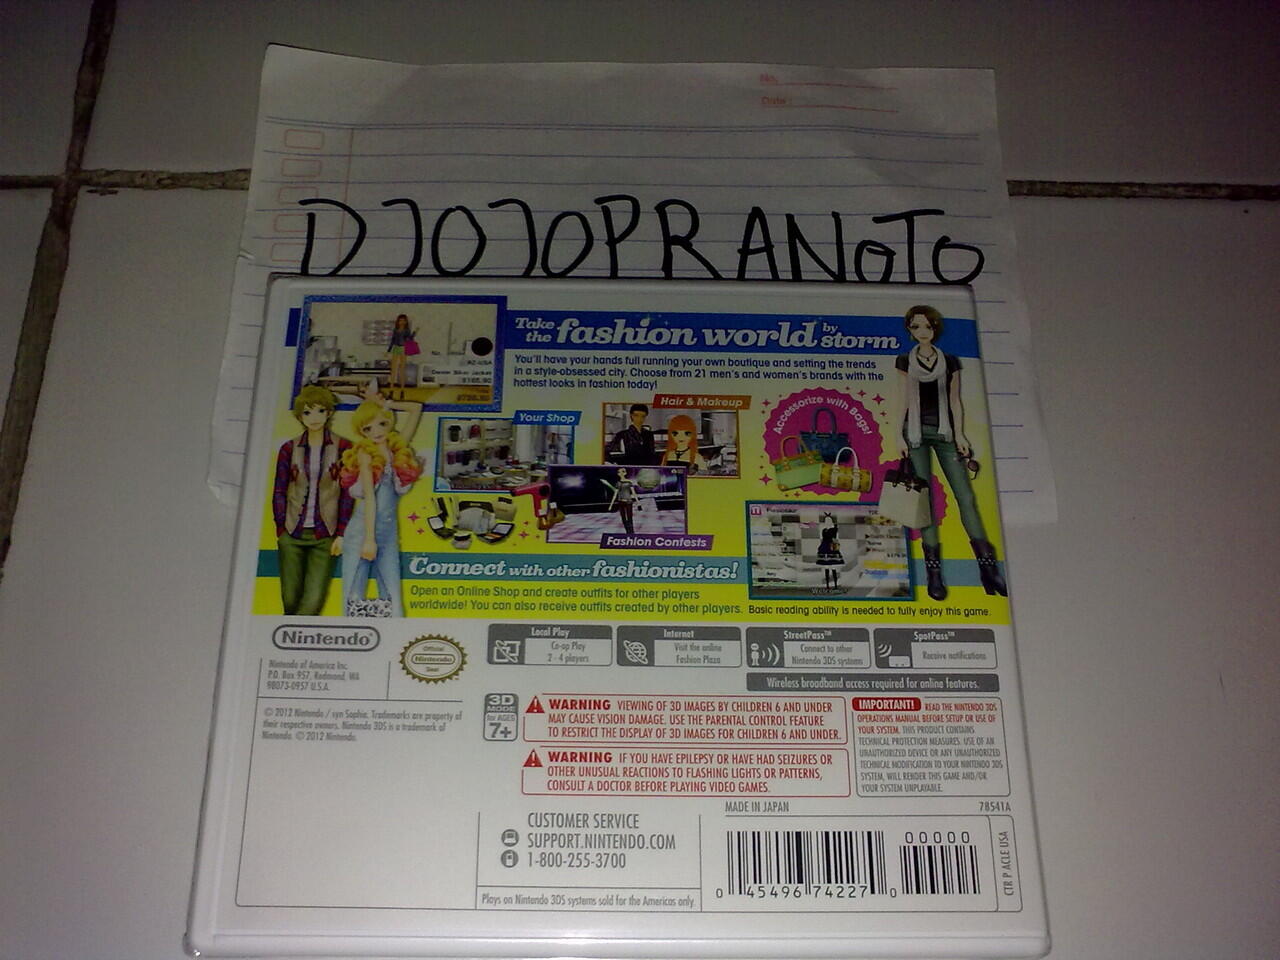 No.
Date :
DJOJOPRANOTO
Take the fashion world by storm
You'll have your hands full running your own boutique and setting the trends
in a style-obsessed city. Choose from 21 men's and women's brands with the
hottest looks in fashion today!
Denim Biker Jacket
Your Shop
Hair & Makeup
Accessorize with Bags!
Fashion Contests
Welcome
Connect with other fashionistas!
Open an Online Shop and create outfits for other players
worldwide! You can also receive outfits created by other players.
Basic reading ability is needed to fully enjoy this game.
Nintendo®
Nintendo of America Inc.
P.O. Box 957, Redmond, WA
98073-0957 U.S.A.
Official
Nintendo
Seal
Local Play
Co-op Play
2 - 4 players
Internet
Visit the online
Fashion Plaza
StreetPass™
Connect to other
Nintendo 3DS systems
SpotPass™
Receive notifications
Wireless broadband access required for online features.
© 2012 Nintendo / syn Sophia. Trademarks are property of
their respective owners. Nintendo 3DS is a trademark of
Nintendo. © 2012 Nintendo.
3D
MODE
for AGES
7+
WARNING VIEWING OF 3D IMAGES BY CHILDREN 6 AND UNDER
MAY CAUSE VISION DAMAGE. USE THE PARENTAL CONTROL FEATURE
TO RESTRICT THE DISPLAY OF 3D IMAGES FOR CHILDREN 6 AND UNDER.
WARNING IF YOU HAVE EPILEPSY OR HAVE HAD SEIZURES OR
OTHER UNUSUAL REACTIONS TO FLASHING LIGHTS OR PATTERNS,
CONSULT A DOCTOR BEFORE PLAYING VIDEO GAMES.
IMPORTANT! READ THE NINTENDO 3DS
OPERATIONS MANUAL BEFORE SETUP OR USE OF
YOUR SYSTEM. THIS PRODUCT CONTAINS
TECHNICAL PROTECTION MEASURES. USE OF AN
UNAUTHORIZED DEVICE OR ANY UNAUTHORIZED
TECHNICAL MODIFICATION TO YOUR NINTENDO 3DS
SYSTEM, WILL RENDER THIS GAME AND/OR
YOUR SYSTEM UNPLAYABLE.
MADE IN JAPAN
78541A
CUSTOMER SERVICE
SUPPORT.NINTENDO.COM
1-800-255-3700
Plays on Nintendo 3DS systems sold for the Americas only.
00000
0 45496 74227 0
CTR P ACLE USA